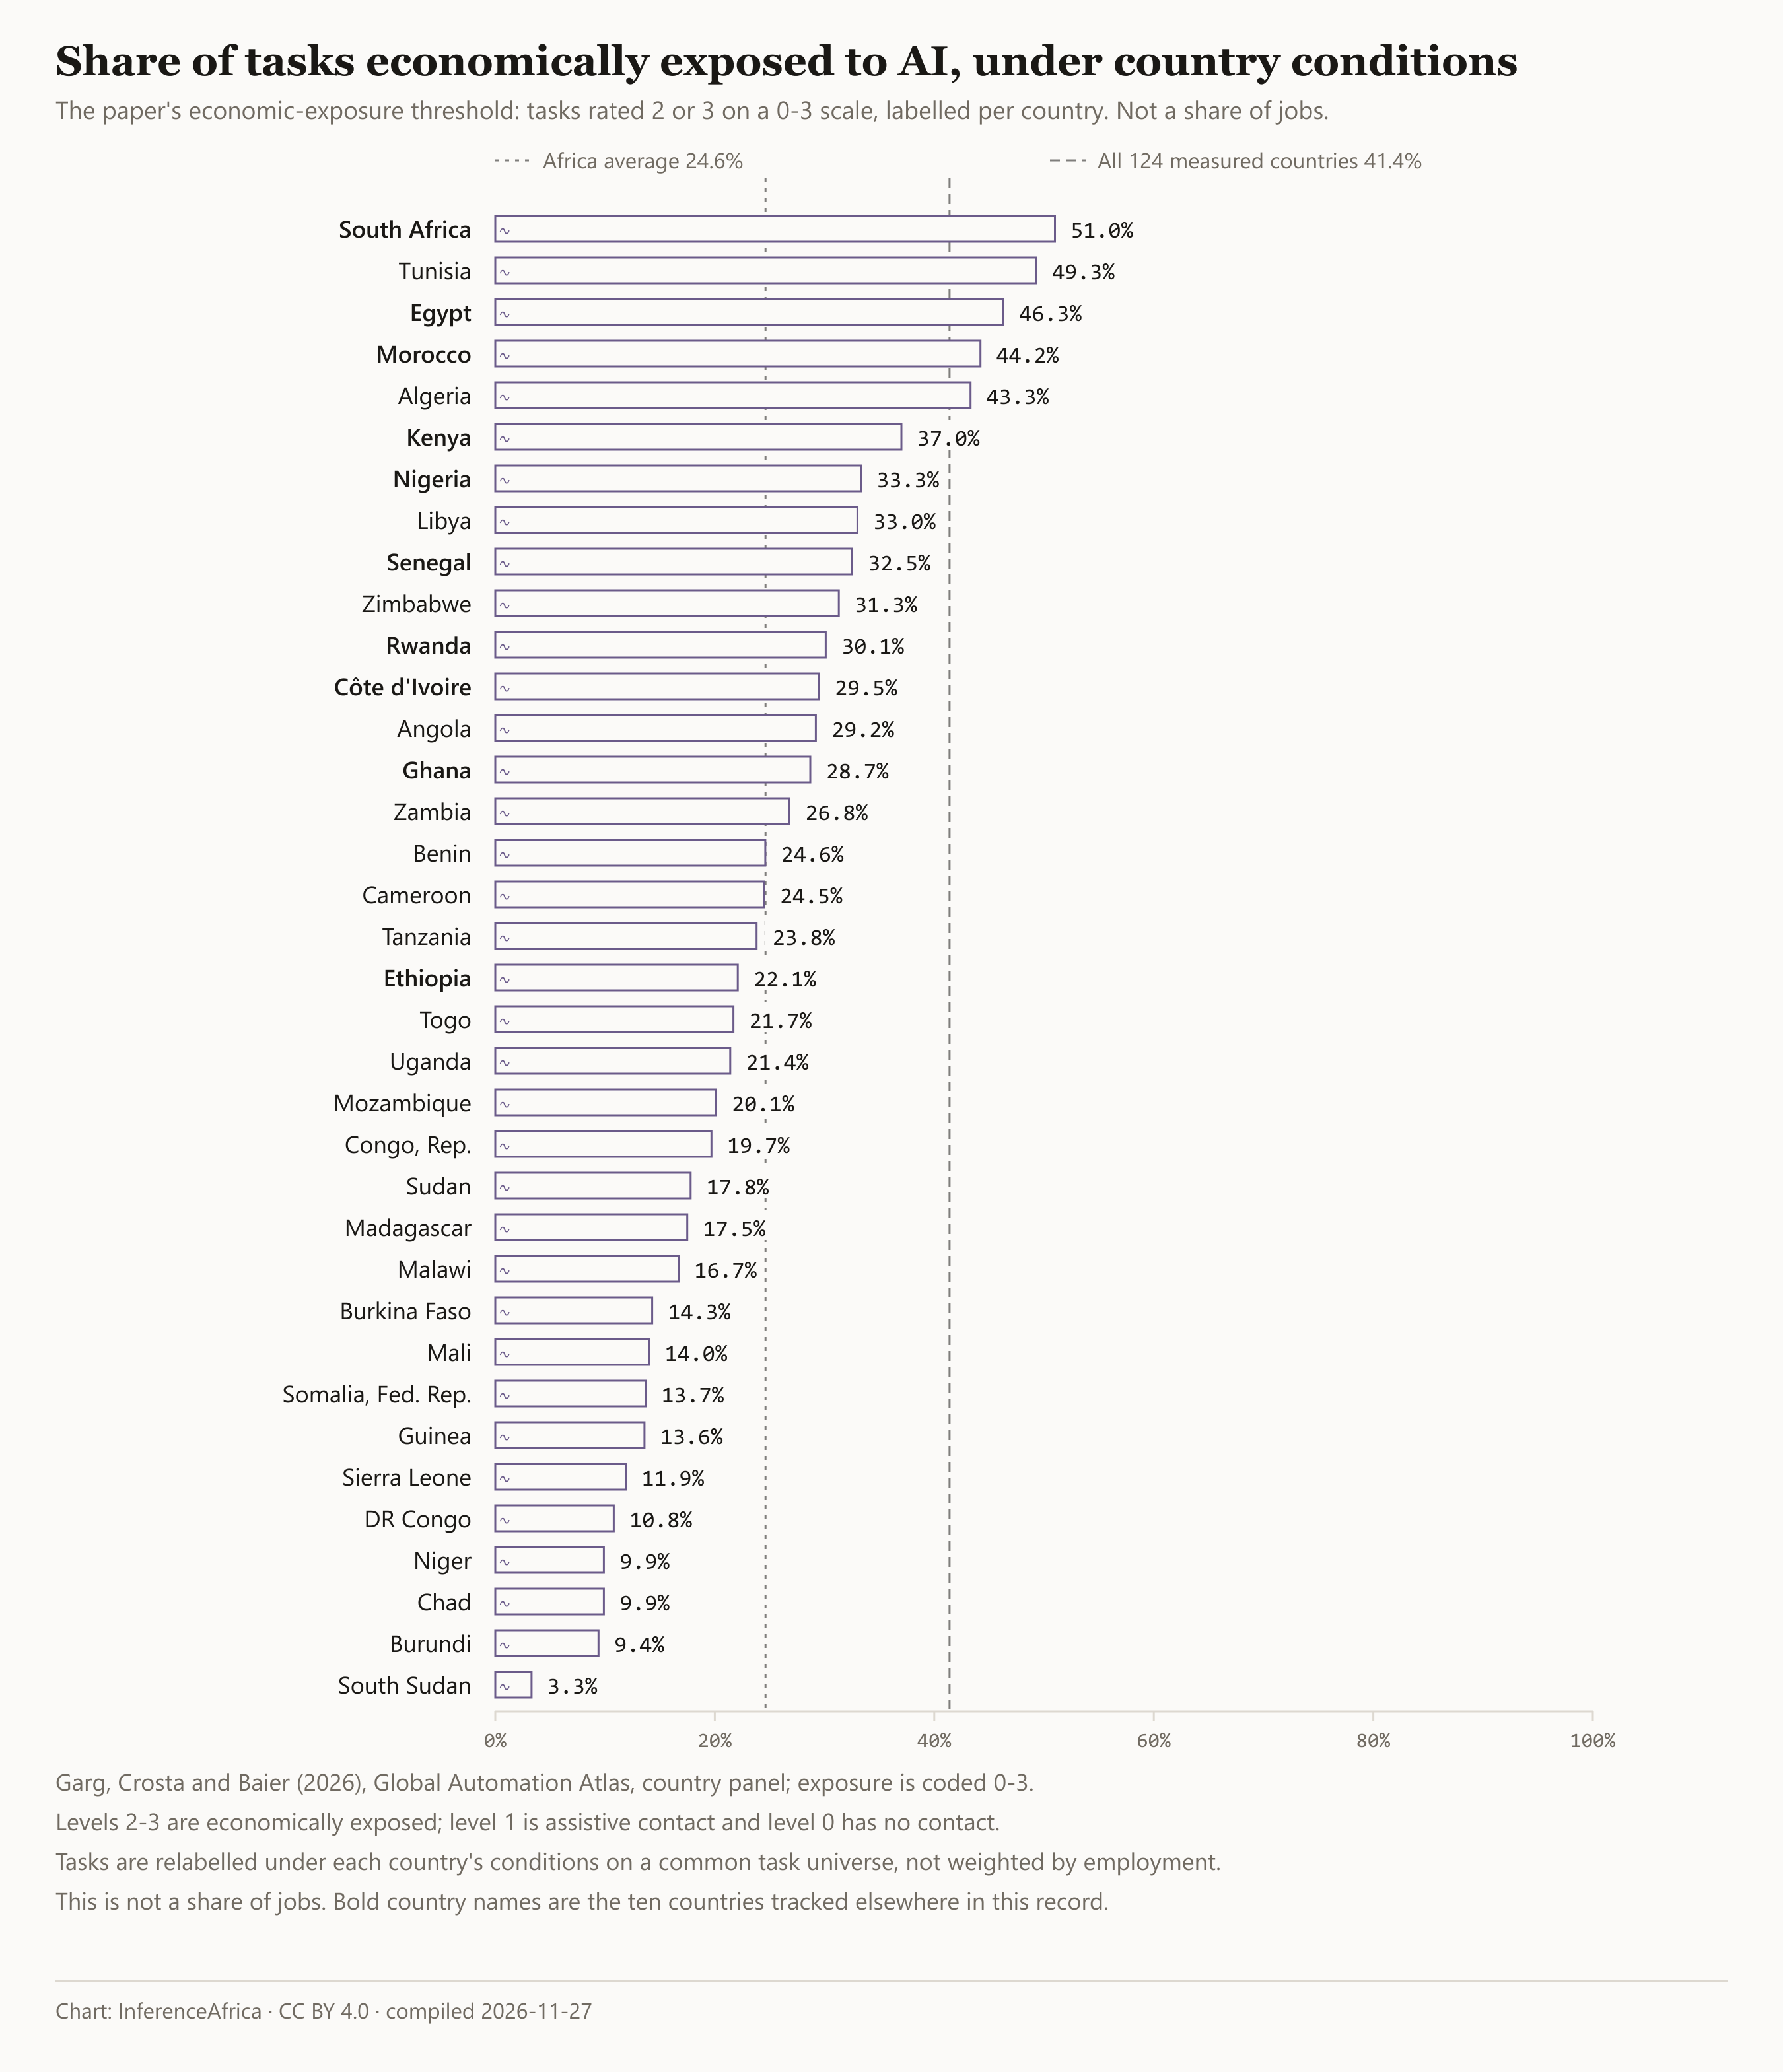 Share of tasks economically exposed to AI, under country conditions
The paper's economic-exposure threshold: tasks rated 2 or 3 on a 0-3 scale, labelled per country. Not a share of jobs.
Africa average 24.6% All 124 measured countries 41.4%
South Africa ~ 51.0%
Tunisia ~ 49.3%
Egypt ~ 46.3%
Morocco ~ 44.2%
Algeria ~ 43.3%
Kenya ~ 37.0%
Nigeria ~ 33.3%
Libya ~ 33.0%
Senegal ~ 32.5%
Zimbabwe ~ 31.3%
Rwanda ~ 30.1%
Côte d'Ivoire ~ 29.5%
Angola ~ 29.2%
Ghana ~ 28.7%
Zambia ~ 26.8%
Benin ~ 24.6%
Cameroon ~ 24.5%
Tanzania ~ 23.8%
Ethiopia ~ 22.1%
Togo ~ 21.7%
Uganda ~ 21.4%
Mozambique ~ 20.1%
Congo, Rep. ~ 19.7%
Sudan ~ 17.8%
Madagascar ~ 17.5%
Malawi ~ 16.7%
Burkina Faso ~ 14.3%
Mali ~ 14.0%
Somalia, Fed. Rep. ~ 13.7%
Guinea ~ 13.6%
Sierra Leone ~ 11.9%
DR Congo ~ 10.8%
Niger ~ 9.9%
Chad ~ 9.9%
Burundi ~ 9.4%
South Sudan ~ 3.3%
0% 20% 40% 60% 80% 100%
Garg, Crosta and Baier (2026), Global Automation Atlas, country panel; exposure is coded 0-3.
Levels 2-3 are economically exposed; level 1 is assistive contact and level 0 has no contact.
Tasks are relabelled under each country's conditions on a common task universe, not weighted by employment.
This is not a share of jobs. Bold country names are the ten countries tracked elsewhere in this record.
Chart: InferenceAfrica · CC BY 4.0 · compiled 2026-11-27